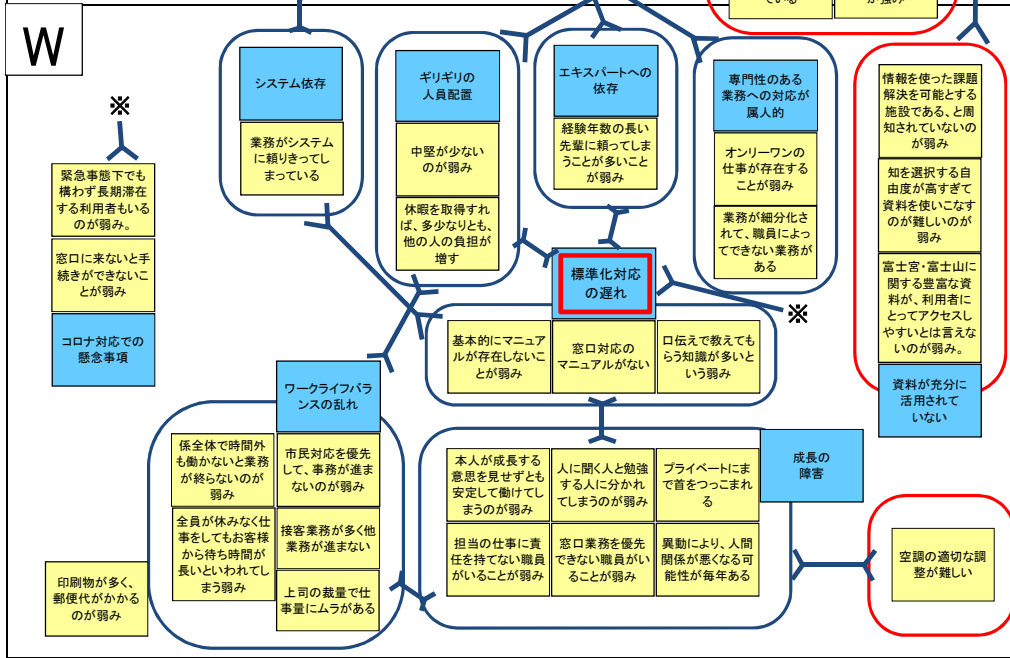 ている
が強み
W
※
緊急事態下でも
構わず長期滞在
する利用者もいる
のが弱み。
窓口に来ないと手
続きができないこ
とが弱み
コロナ対応での
懸念事項
システム依存
業務がシステム
に頼りきってし
まっている
ギリギリの
人員配置
中堅が少ない
のが弱み
休暇を取得すれ
ば、多少なりとも、
他の人の負担が
増す
エキスパートへの
依存
経験年数の長い
先輩に頼ってしま
うことが多いこと
が弱み
専門性のある
業務への対応が
属人的
オンリーワンの
仕事が存在する
ことが弱み
業務が細分化さ
れて、職員によっ
てできない業務が
ある
情報を使った課題
解決を可能とする
施設である、と周
知されていないの
が弱み
知を選択する自
由度が高すぎて
資料を使いこなす
のが難しいのが
弱み
富士宮・富士山に
関する豊富な資
料が、利用者に
とってアクセスし
やすいとは言えな
いのが弱み。
資料が充分に
活用されて
いない
標準化対応
の遅れ
※
基本的にマニュア
ルが存在しないこ
とが弱み
窓口対応の
マニュアルがない
口伝えで教えても
らう知識が多いと
いう弱み
ワークライフバラ
ンスの乱れ
係全体で時間外
も働かないと業務
が終らないのが
弱み
市民対応を優先
して、事務が進ま
ないのが弱み
全員が休みなく仕
事をしてもお客様
から待ち時間が
長いといわれてし
まう弱み
接客業務が多く他
業務が進まない
上司の裁量で仕
事量にムラがある
印刷物が多く、
郵便代がかかる
のが弱み
成長の
障害
本人が成長する
意思を見せずとも
安定して働けてし
まうのが弱み
人に聞く人と勉強
する人に分かれ
てしまうのが弱み
プライベートにま
で首をつっこまれ
る
担当の仕事に責
任を持てない職員
がいることが弱み
窓口業務を優先
できない職員がい
ることが弱み
異動により、人間
関係が悪くなる可
能性が毎年ある
空調の適切な調
整が難しい